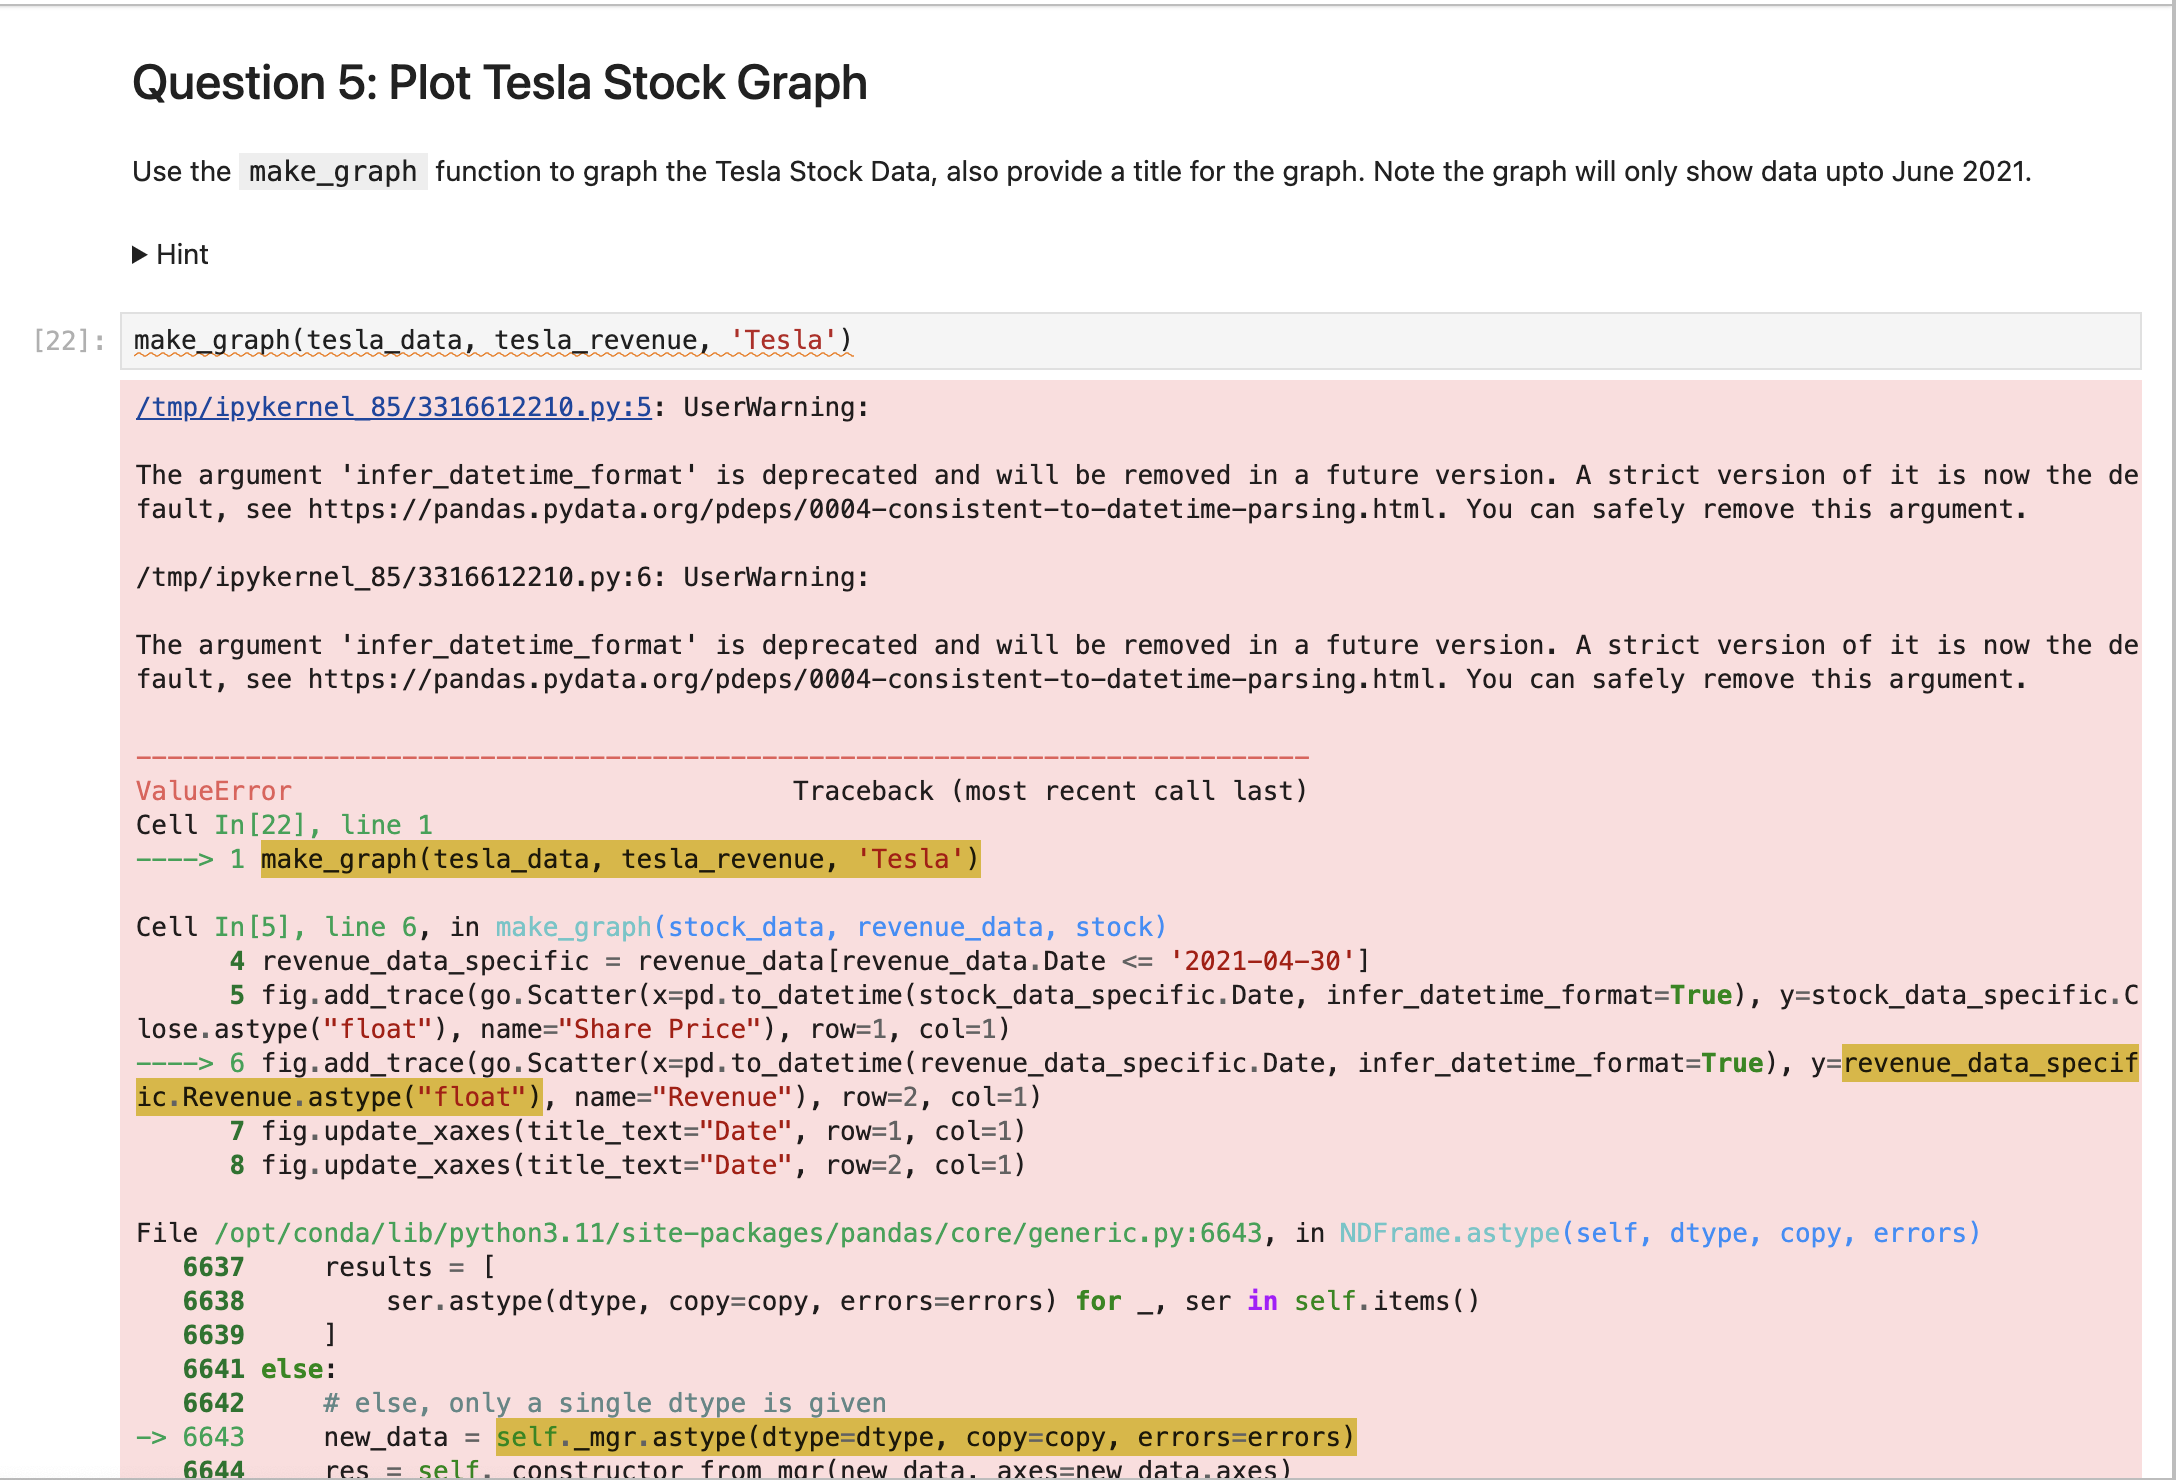 Question 5: Plot Tesla Stock Graph
Use the make_graph function to graph the Tesla Stock Data, also provide a title for the graph. Note the graph will only show data upto June 2021.
▶ Hint
[22]: make_graph(tesla_data, tesla_revenue, 'Tesla')
/tmp/ipykernel_85/3316612210.py:5: UserWarning:
The argument 'infer_datetime_format' is deprecated and will be removed in a future version. A strict version of it is now the de
fault, see https://pandas.pydata.org/pdeps/0004-consistent-to-datetime-parsing.html. You can safely remove this argument.
/tmp/ipykernel_85/3316612210.py:6: UserWarning:
The argument 'infer_datetime_format' is deprecated and will be removed in a future version. A strict version of it is now the de
fault, see https://pandas.pydata.org/pdeps/0004-consistent-to-datetime-parsing.html. You can safely remove this argument.
---------------------------------------------------------------------------
ValueError                                Traceback (most recent call last)
Cell In[22], line 1
----> 1 make_graph(tesla_data, tesla_revenue, 'Tesla')
Cell In[5], line 6, in make_graph(stock_data, revenue_data, stock)
      4 revenue_data_specific = revenue_data[revenue_data.Date <= '2021-04-30']
      5 fig.add_trace(go.Scatter(x=pd.to_datetime(stock_data_specific.Date, infer_datetime_format=True), y=stock_data_specific.C
lose.astype("float"), name="Share Price"), row=1, col=1)
----> 6 fig.add_trace(go.Scatter(x=pd.to_datetime(revenue_data_specific.Date, infer_datetime_format=True), y=revenue_data_specif
ic.Revenue.astype("float"), name="Revenue"), row=2, col=1)
      7 fig.update_xaxes(title_text="Date", row=1, col=1)
      8 fig.update_xaxes(title_text="Date", row=2, col=1)
File /opt/conda/lib/python3.11/site-packages/pandas/core/generic.py:6643, in NDFrame.astype(self, dtype, copy, errors)
   6637     results = [
   6638         ser.astype(dtype, copy=copy, errors=errors) for _, ser in self.items()
   6639     ]
   6641 else:
   6642     # else, only a single dtype is given
-> 6643     new_data = self._mgr.astype(dtype=dtype, copy=copy, errors=errors)
   6644     res = self._constructor_from_mgr(new_data, axes=new_data.axes)